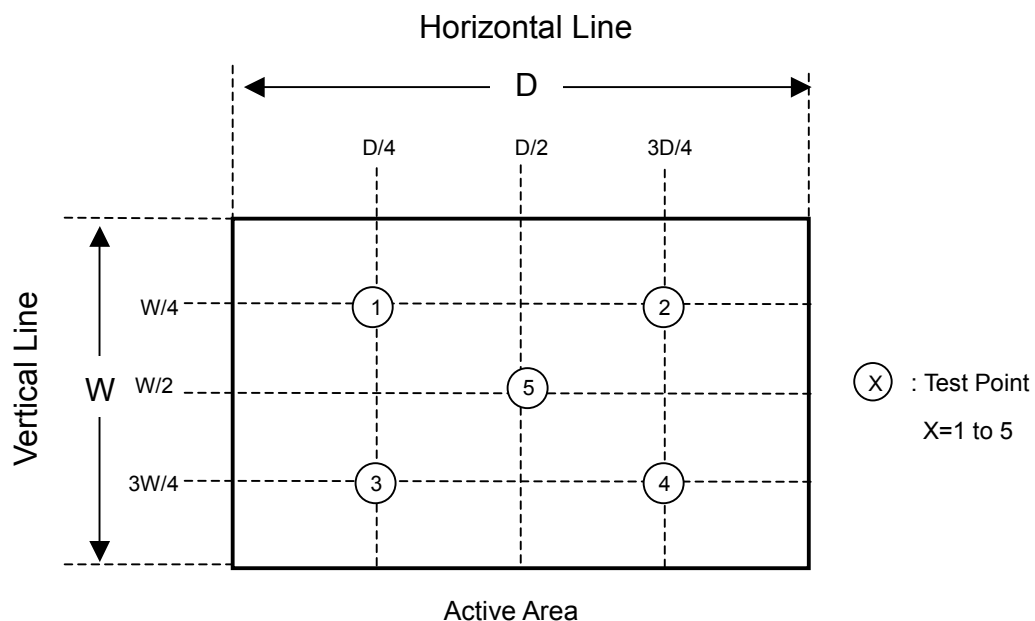 Horizontal Line
D
D/4 D/2 3D/4
Vertical Line
W
W/4
W/2
3W/4
1 2
5
3 4
X : Test Point
X=1 to 5
Active Area